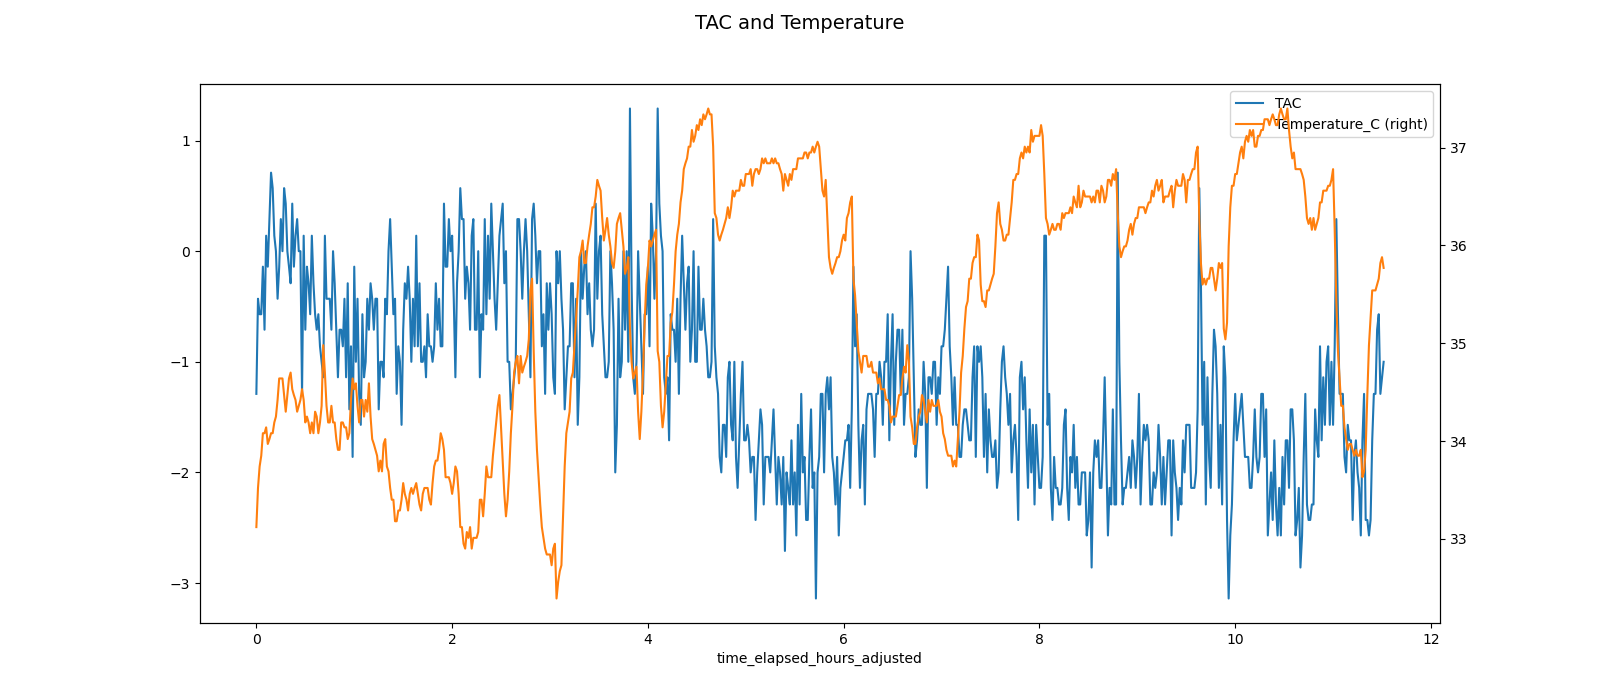 TAC and Temperature
TAC
Temperature_C (right)
1
0
−1
−2
−3
37
36
35
34
33
0 2 4 6 8 10 12
time_elapsed_hours_adjusted